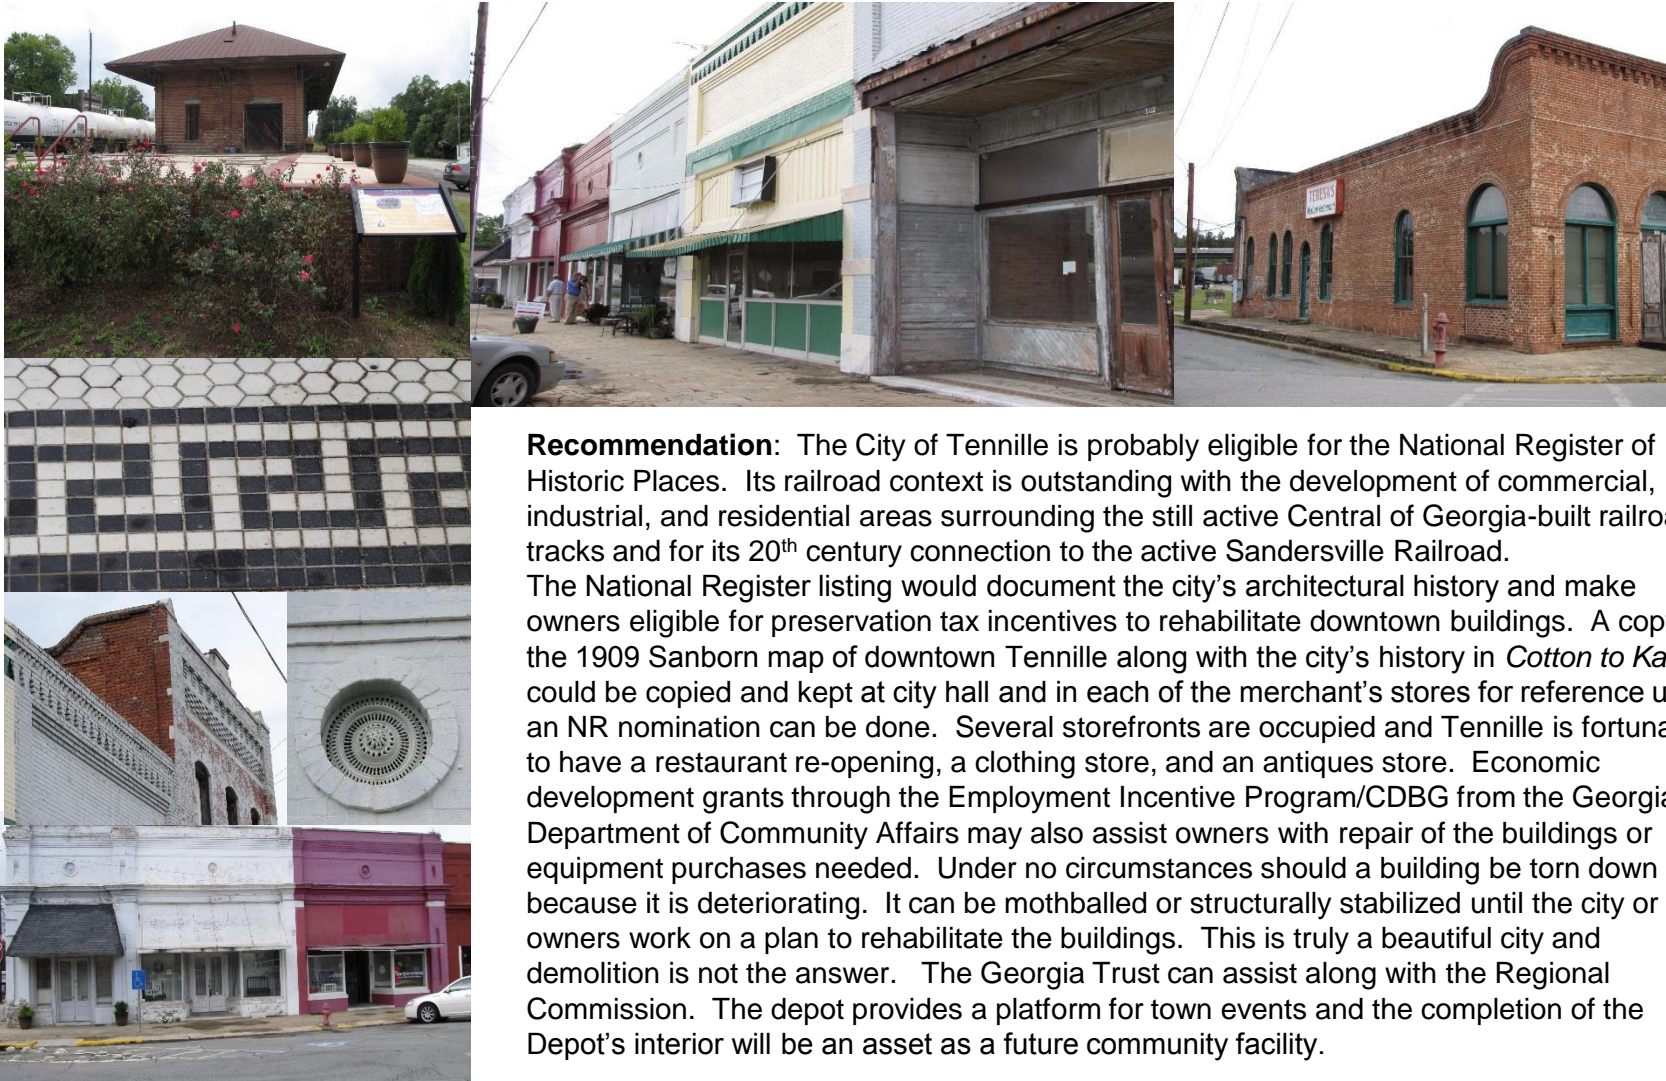 TERESA'S
Recommendation: The City of Tennille is probably eligible for the National Register of
Historic Places. Its railroad context is outstanding with the development of commercial,
industrial, and residential areas surrounding the still active Central of Georgia-built railroa
tracks and for its 20th century connection to the active Sandersville Railroad.
The National Register listing would document the city's architectural history and make
owners eligible for preservation tax incentives to rehabilitate downtown buildings. A cop
the 1909 Sanborn map of downtown Tennille along with the city's history in Cotton to Ka
could be copied and kept at city hall and in each of the merchant's stores for reference u
an NR nomination can be done. Several storefronts are occupied and Tennille is fortuna
to have a restaurant re-opening, a clothing store, and an antiques store. Economic
development grants through the Employment Incentive Program/CDBG from the Georgia
Department of Community Affairs may also assist owners with repair of the buildings or
equipment purchases needed. Under no circumstances should a building be torn down
because it is deteriorating. It can be mothballed or structurally stabilized until the city or
owners work on a plan to rehabilitate the buildings. This is truly a beautiful city and
demolition is not the answer. The Georgia Trust can assist along with the Regional
Commission. The depot provides a platform for town events and the completion of the
Depot's interior will be an asset as a future community facility.